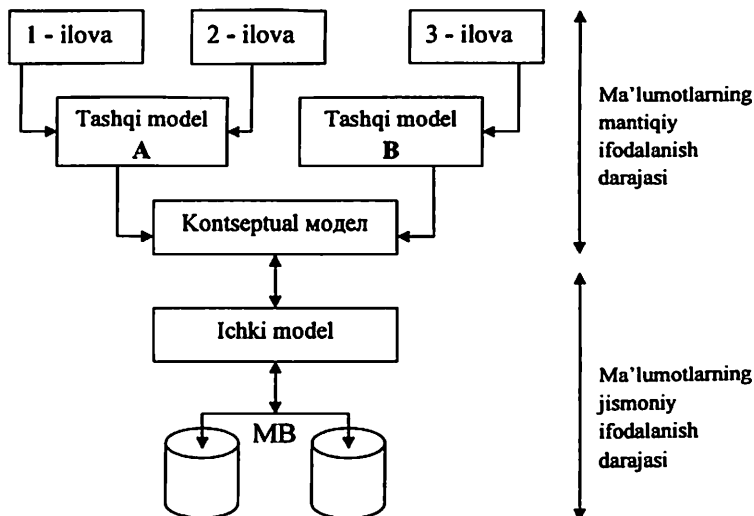 1 - ilova
2 - ilova
3 - ilova
Tashqi model
A
Tashqi model
B
Kontseptual модел
Ichki model
MB
Ma’lumotlarning
mantiqiy
ifodalanish
darajasi
Ma’lumotlarning
jismoniy
ifodalanish
darajasi